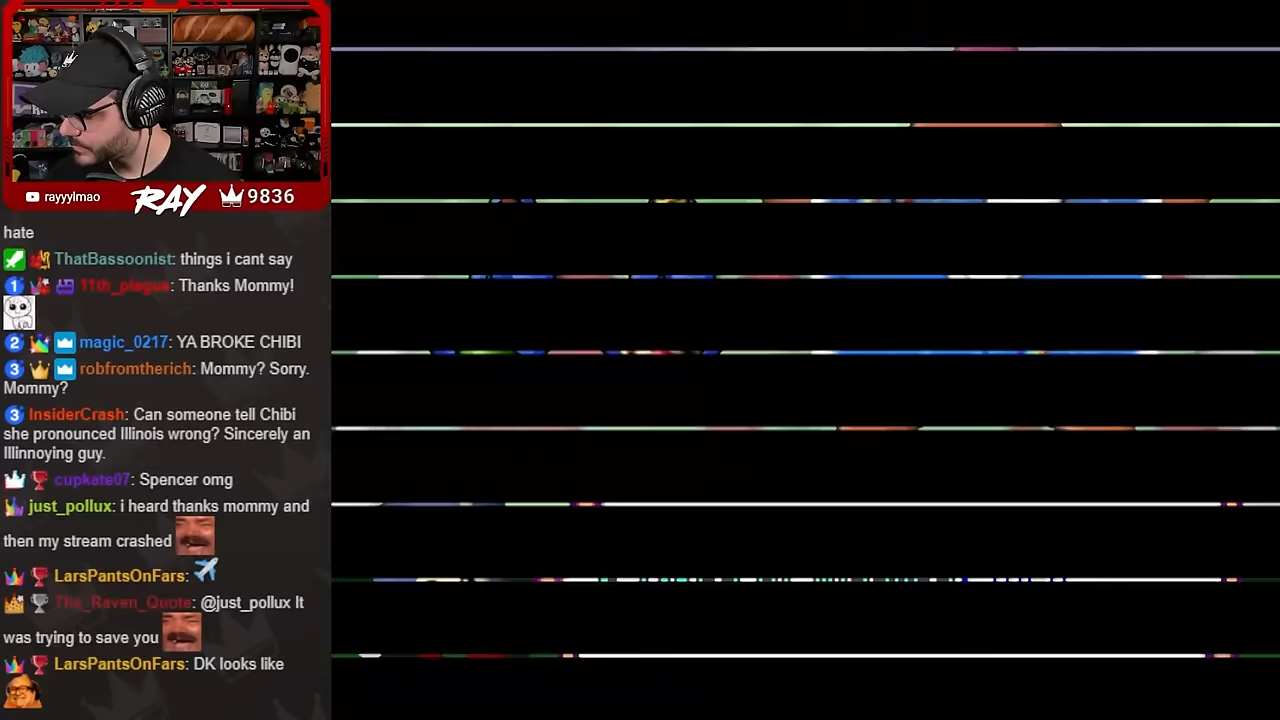 rayyylmao
RAY
9836
hate
ThatBassoonist: things i cant say
1 11th_plague: Thanks Mommy!
2 magic_0217: YA BROKE CHIBI
3 robfromtherich: Mommy? Sorry.
Mommy?
3 InsiderCrash: Can someone tell Chibi
she pronounced Illinois wrong? Sincerely an
Illinnoying guy.
cupkate07: Spencer omg
just_pollux: i heard thanks mommy and
then my stream crashed
LarsPantsOnFars:
The_Raven_Quote: @just_pollux It
was trying to save you
LarsPantsOnFars: DK looks like